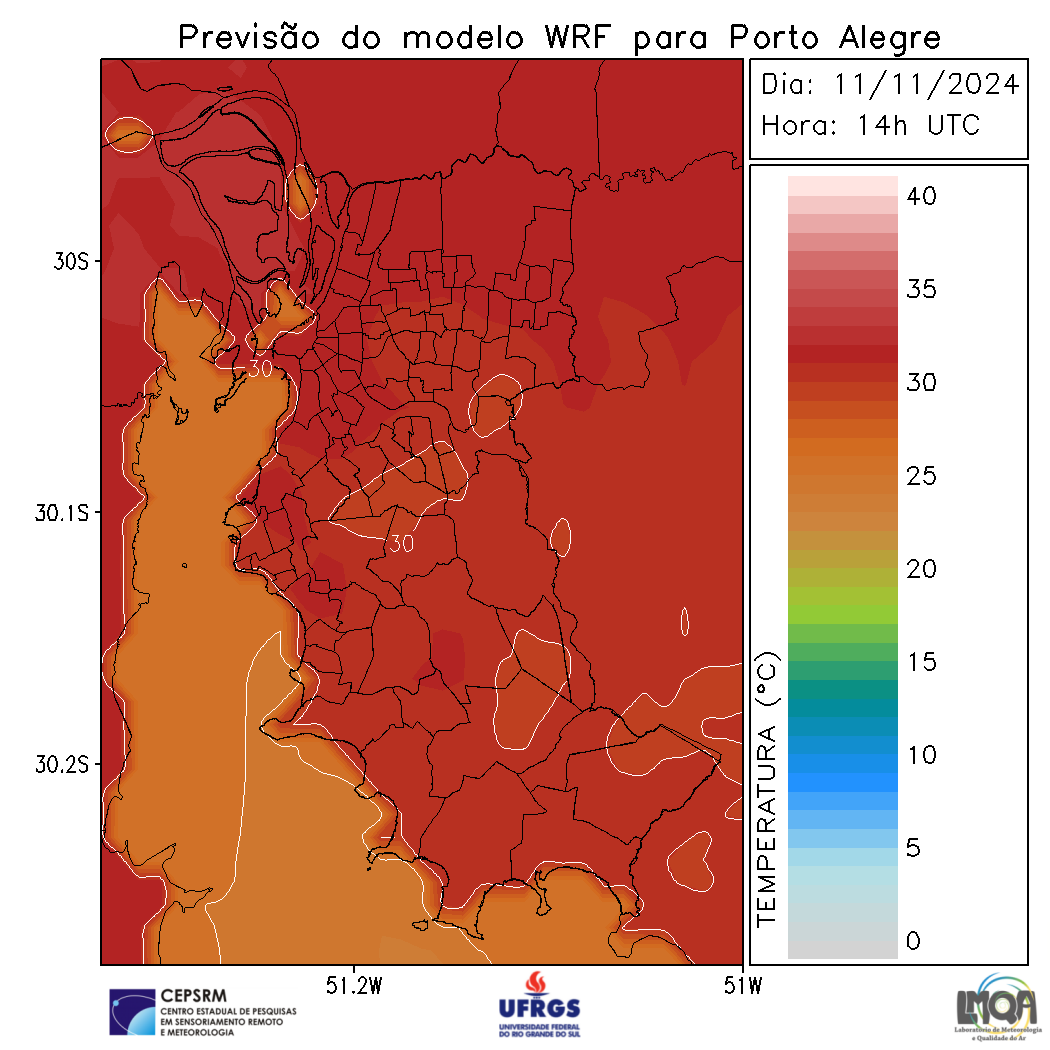 Previsão do modelo WRF para Porto Alegre
Dia: 11/11/2024
Hora: 14h UTC
40
35
30
25
20
15
10
5
0
TEMPERATURA (°C)
30S
30.1S
30.2S
30
30
51.2W
51W
CEPSRM
CENTRO ESTADUAL DE PESQUISAS
EM SENSORIAMENTO REMOTO
E METEOROLOGIA
UFRGS
UNIVERSIDADE FEDERAL
DO RIO GRANDE DO SUL
LMQA
Laboratório de Meteorologia
e Qualidade do Ar